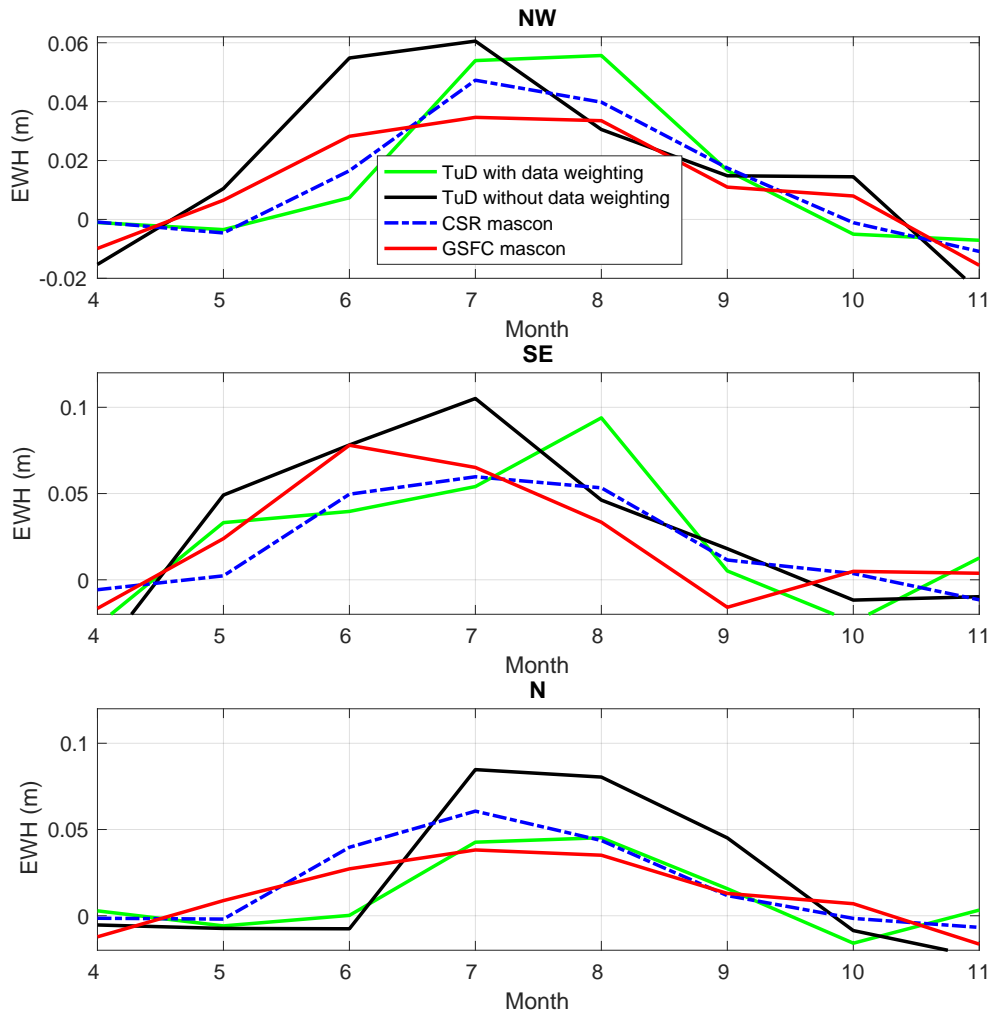 NW
EWH (m)
0.06
0.04
0.02
0
-0.02
TuD with data weighting
TuD without data weighting
CSR mascon
GSFC mascon
4 5 6 7 8 9 10 11
Month
SE
EWH (m)
0.1
0.05
0
4 5 6 7 8 9 10 11
Month
N
EWH (m)
0.1
0.05
0
4 5 6 7 8 9 10 11
Month